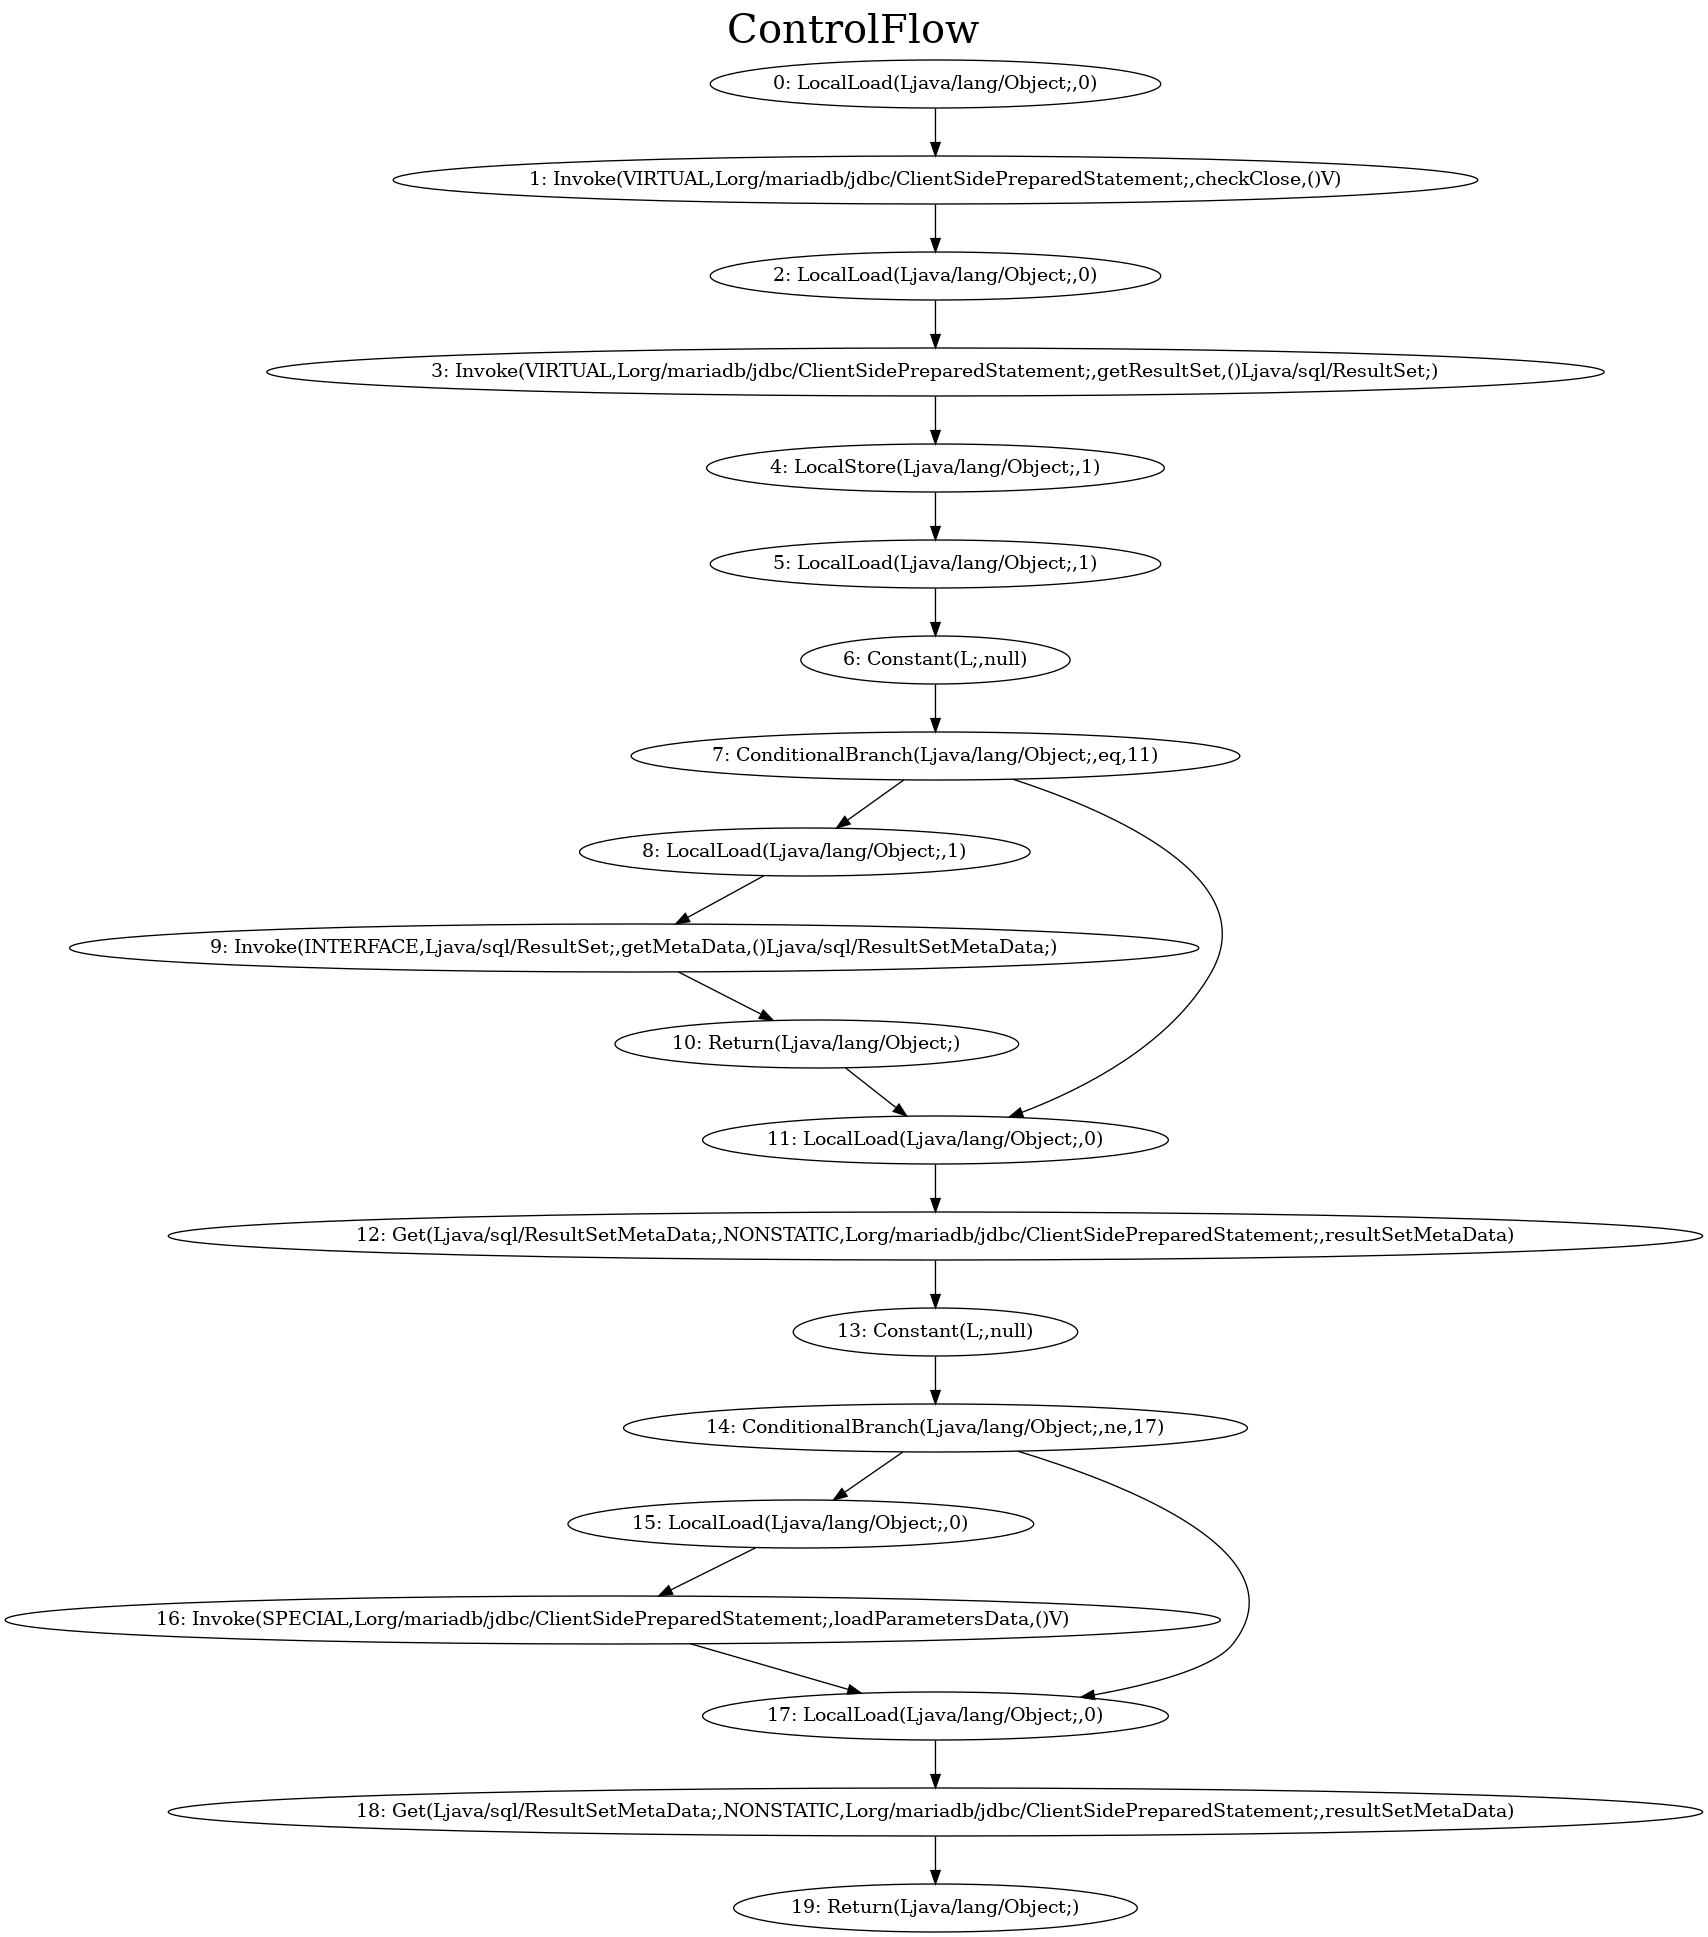 ControlFlow
0: LocalLoad(Ljava/lang/Object;,0)
1: Invoke(VIRTUAL,Lorg/mariadb/jdbc/ClientSidePreparedStatement;,checkClose,()V)
2: LocalLoad(Ljava/lang/Object;,0)
3: Invoke(VIRTUAL,Lorg/mariadb/jdbc/ClientSidePreparedStatement;,getResultSet,()Ljava/sql/ResultSet;)
4: LocalStore(Ljava/lang/Object;,1)
5: LocalLoad(Ljava/lang/Object;,1)
6: Constant(L;,null)
7: ConditionalBranch(Ljava/lang/Object;,eq,11)
8: LocalLoad(Ljava/lang/Object;,1)
9: Invoke(INTERFACE,Ljava/sql/ResultSet;,getMetaData,()Ljava/sql/ResultSetMetaData;)
10: Return(Ljava/lang/Object;)
11: LocalLoad(Ljava/lang/Object;,0)
12: Get(Ljava/sql/ResultSetMetaData;,NONSTATIC,Lorg/mariadb/jdbc/ClientSidePreparedStatement;,resultSetMetaData)
13: Constant(L;,null)
14: ConditionalBranch(Ljava/lang/Object;,ne,17)
15: LocalLoad(Ljava/lang/Object;,0)
16: Invoke(SPECIAL,Lorg/mariadb/jdbc/ClientSidePreparedStatement;,loadParametersData,()V)
17: LocalLoad(Ljava/lang/Object;,0)
18: Get(Ljava/sql/ResultSetMetaData;,NONSTATIC,Lorg/mariadb/jdbc/ClientSidePreparedStatement;,resultSetMetaData)
19: Return(Ljava/lang/Object;)